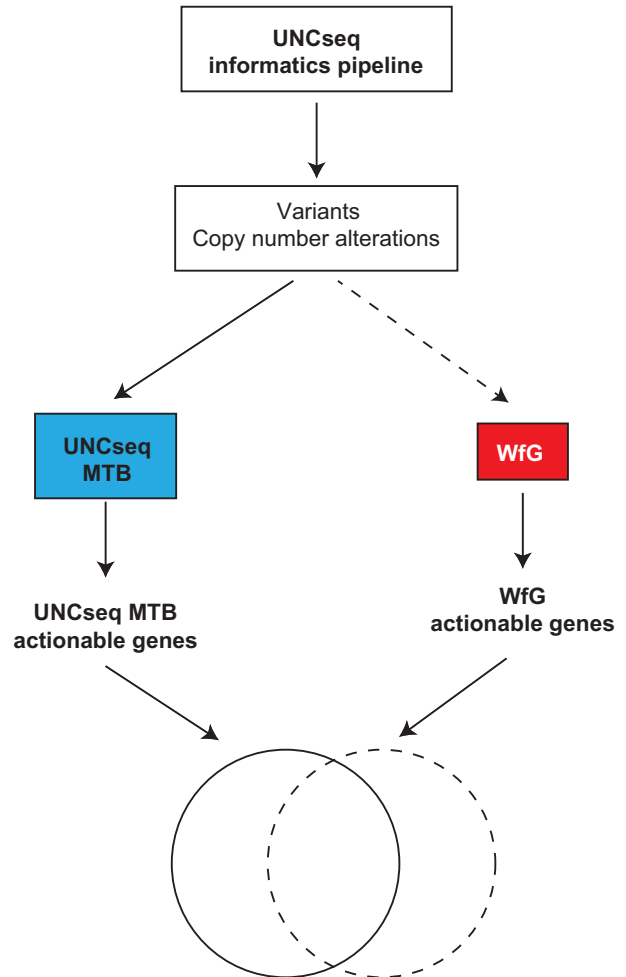 UNCseq
informatics pipeline
Variants
Copy number alterations
UNCseq
MTB
WfG
UNCseq MTB
actionable genes
WfG
actionable genes